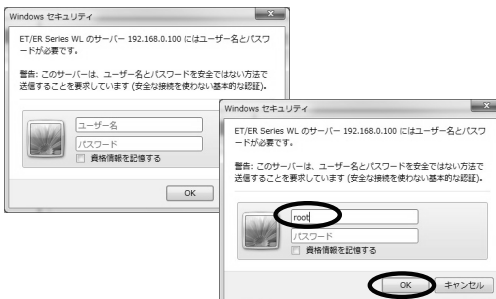 Windows セキュリティ
ET/ER Series WL のサーバー 192.168.0.100 にはユーザー名とパスワ
ードが必要です。
警告: このサーバーは、ユーザー名とパスワードを安全ではない方法で
送信することを要求しています (安全な接続を使わない基本的な認証)。
ユーザー名
パスワード
資格情報を記憶する
OK
Windows セキュリティ
ET/ER Series WL のサーバー 192.168.0.100 にはユーザー名とパスワ
ードが必要です。
警告: このサーバーは、ユーザー名とパスワードを安全ではない方法で
送信することを要求しています (安全な接続を使わない基本的な認証)。
root
パスワード
資格情報を記憶する
OK
キャンセル